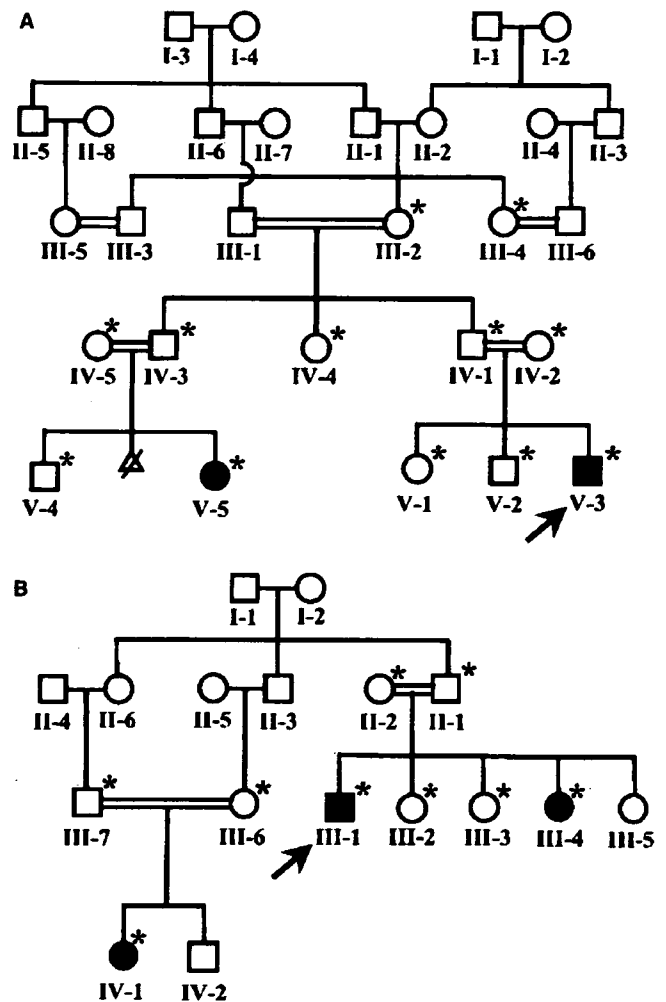 A
I-3 I-4 I-1 I-2
II-5 II-8 II-6 II-7 II-1 II-2 II-4 II-3
III-5 III-3 III-1 * III-2 * III-4 III-6
* IV-5 * IV-3 * IV-4 * IV-1 * IV-2
* V-4 * V-5 * V-1 * V-2 * V-3
B
I-1 I-2
II-4 II-6 II-5 II-3 * II-2 * II-1
* III-7 * III-6 * III-1 * III-2 * III-3 * III-4 III-5
* IV-1 IV-2